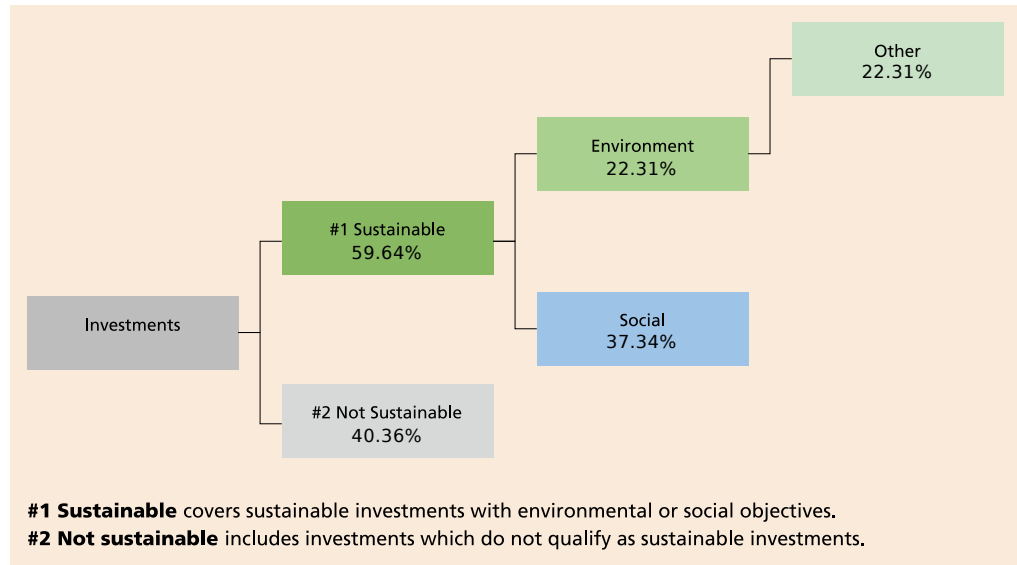 Other
22.31%
Environment
22.31%
#1 Sustainable
59.64%
Investments
Social
37.34%
#2 Not Sustainable
40.36%
#1 Sustainable covers sustainable investments with environmental or social objectives.
#2 Not sustainable includes investments which do not qualify as sustainable investments.